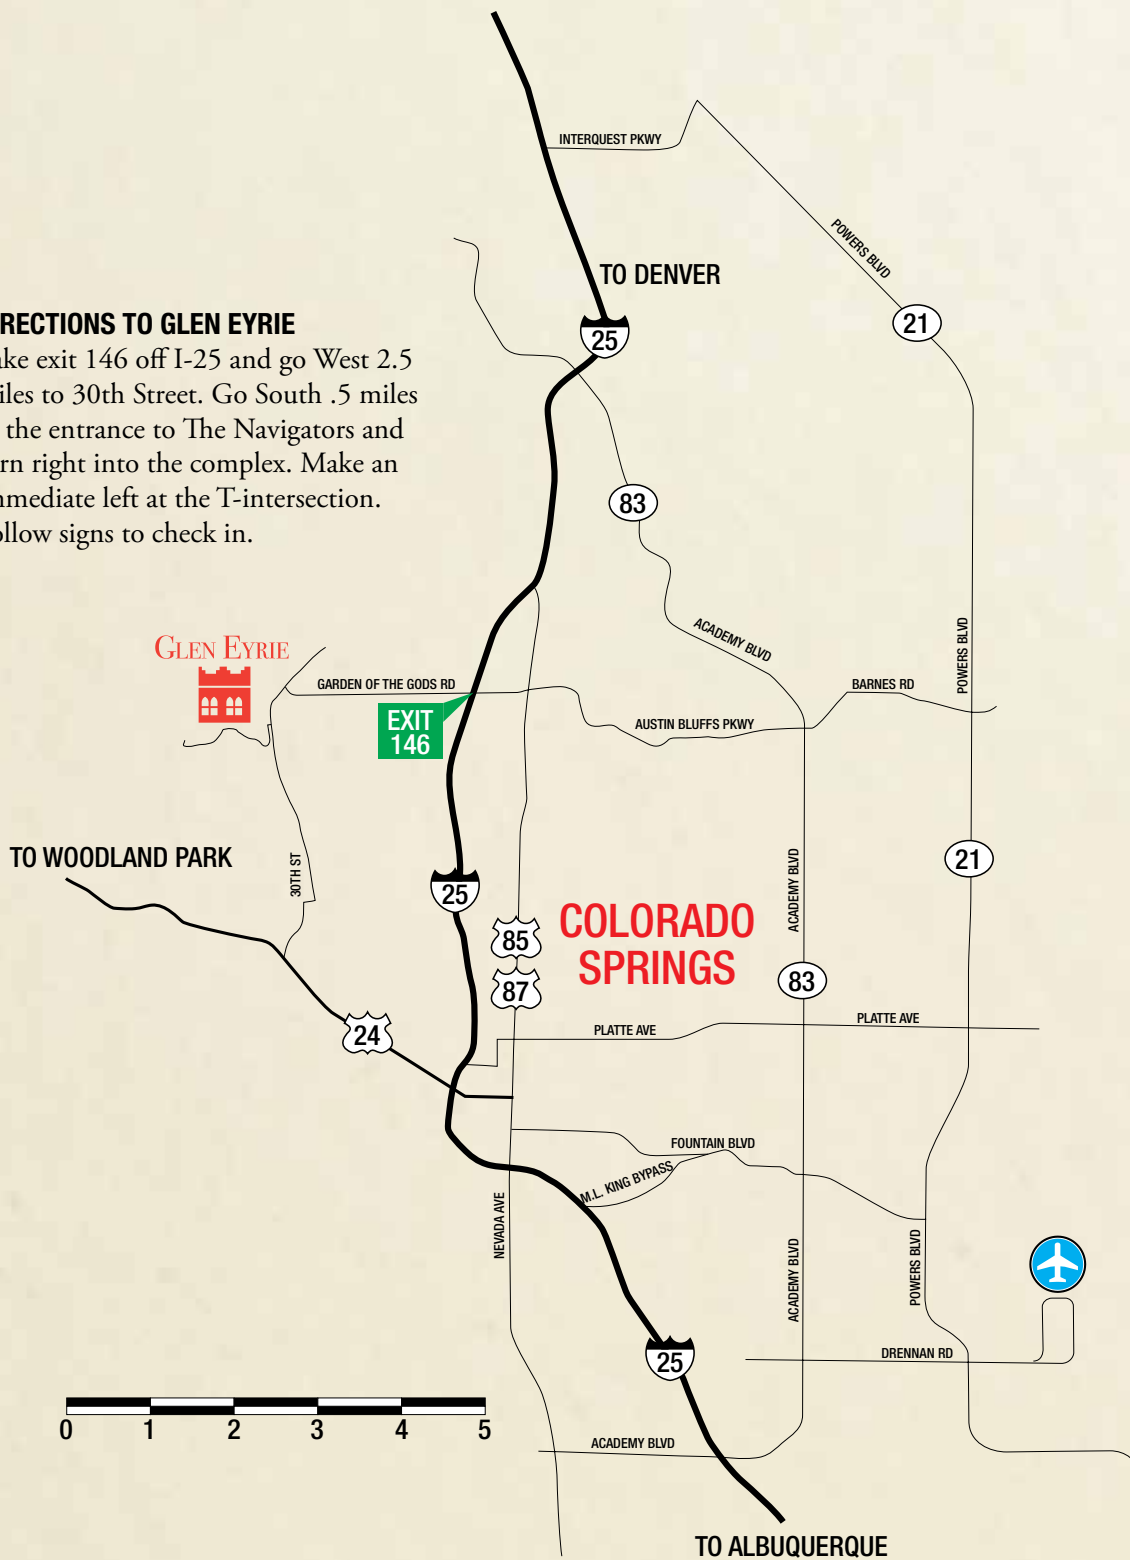 INTERQUEST PKWY
POWERS BLVD
TO DENVER
21
25
RECTIONS TO GLEN EYRIE
ake exit 146 off I-25 and go West 2.5
iles to 30th Street. Go South .5 miles
the entrance to The Navigators and
rn right into the complex. Make an
mmediate left at the T-intersection.
ollow signs to check in.
83
ACADEMY BLVD
POWERS BLVD
GLEN EYRIE
GARDEN OF THE GODS RD
BARNES RD
EXIT
146
AUSTIN BLUFFS PKWY
TO WOODLAND PARK
30TH ST
25
ACADEMY BLVD
21
85
COLORADO
SPRINGS
87
83
24
PLATTE AVE
PLATTE AVE
FOUNTAIN BLVD
M.L. KING BYPASS
NEVADA AVE
ACADEMY BLVD
POWERS BLVD
25
DRENNAN RD
0 1 2 3 4 5
ACADEMY BLVD
TO ALBUQUERQUE